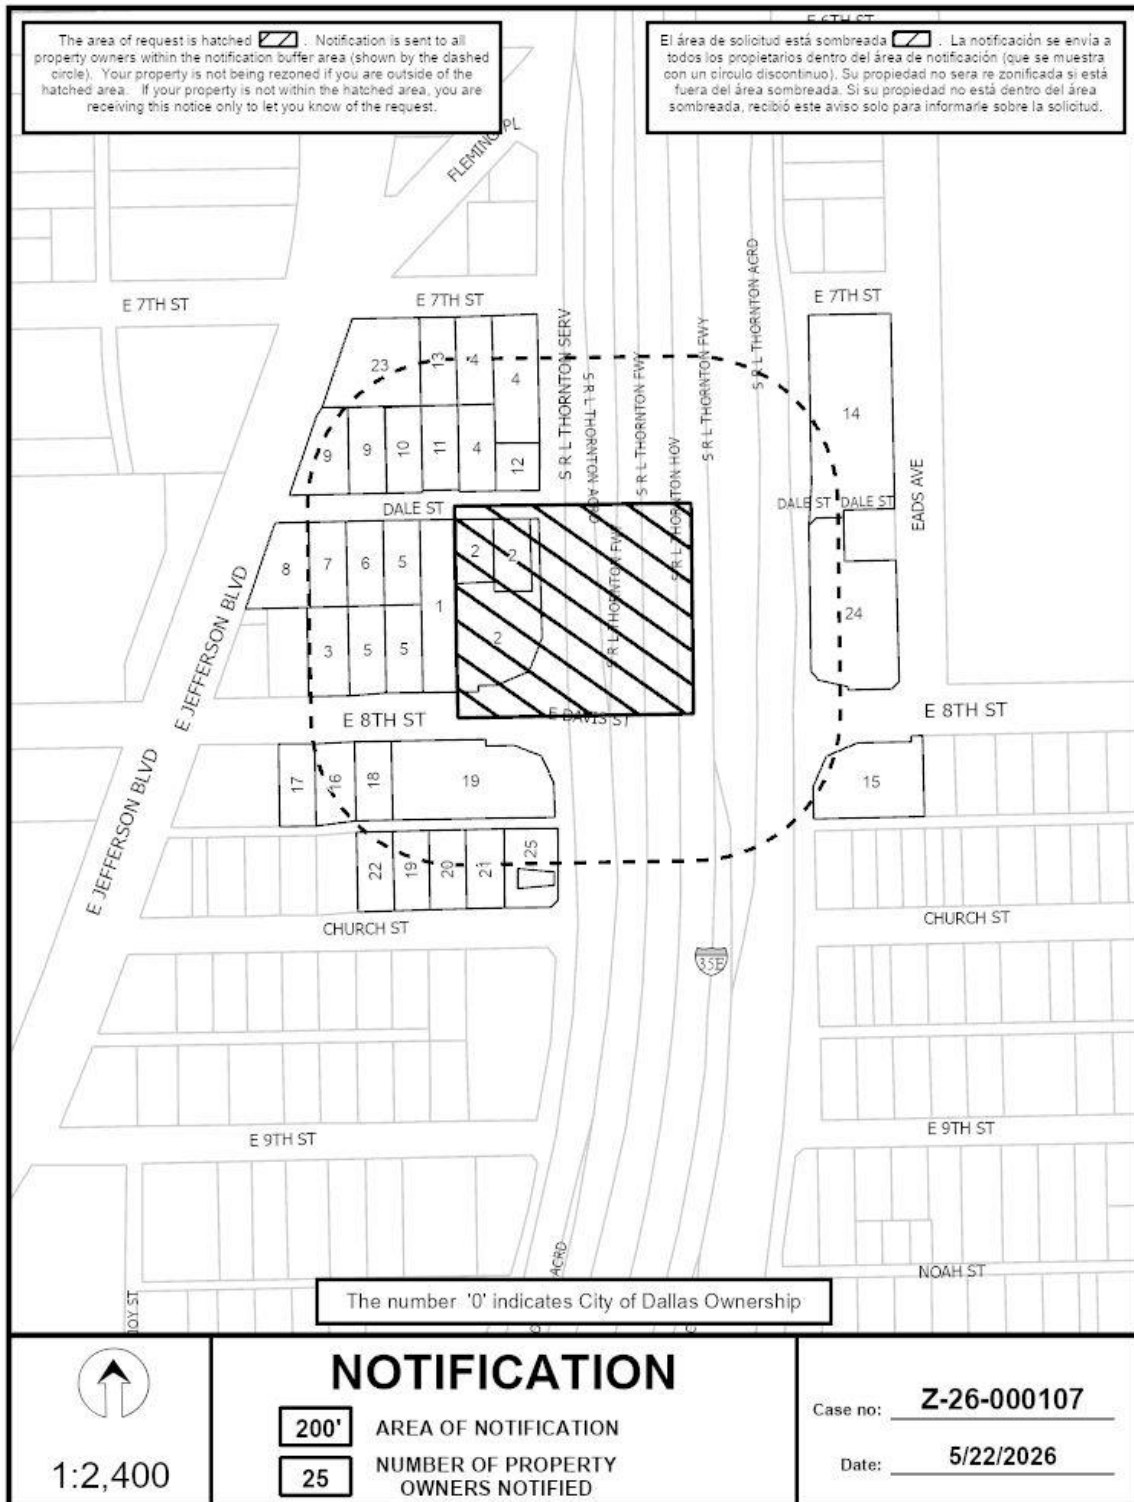 The area of request is hatched . Notification is sent to all
property owners within the notification buffer area (shown by the dashed
circle). Your property is not being rezoned if you are outside of the
hatched area. If your property is not within the hatched area, you are
receiving this notice only to let you know of the request.
El área de solicitud está sombreada . La notificación se envía a
todos los propietarios dentro del área de notificación (que se muestra
con un círculo discontinuo). Su propiedad no sera re zonificada si está
fuera del área sombreada. Si su propiedad no está dentro del área
sombreada, recibió este aviso solo para informarle sobre la solicitud.
E 6TH ST
FLEMING PL
E 7TH ST
E 7TH ST
E 7TH ST
S R L THORNTON SERV
S R L THORNTON ACRD
S R L THORNTON FWY
S R L THORNTON HOV
S R L THORNTON FWY
S R L THORNTON ACRD
S R L THORNTON FWY
23
13
4
4
14
9
9
10
11
4
12
DALE ST
DALE ST
DALE ST
EADS AVE
8
7
6
5
1
2
2
2
3
5
5
24
E JEFFERSON BLVD
E 8TH ST
E DAVIS ST
E 8TH ST
17
16
18
19
15
E JEFFERSON BLVD
22
19
20
21
25
CHURCH ST
CHURCH ST
35E
E 9TH ST
E 9TH ST
ACRD
NOAH ST
The number '0' indicates City of Dallas Ownership
1:2,400
NOTIFICATION
200' AREA OF NOTIFICATION
25 NUMBER OF PROPERTY
OWNERS NOTIFIED
Case no: Z-26-000107
Date: 5/22/2026